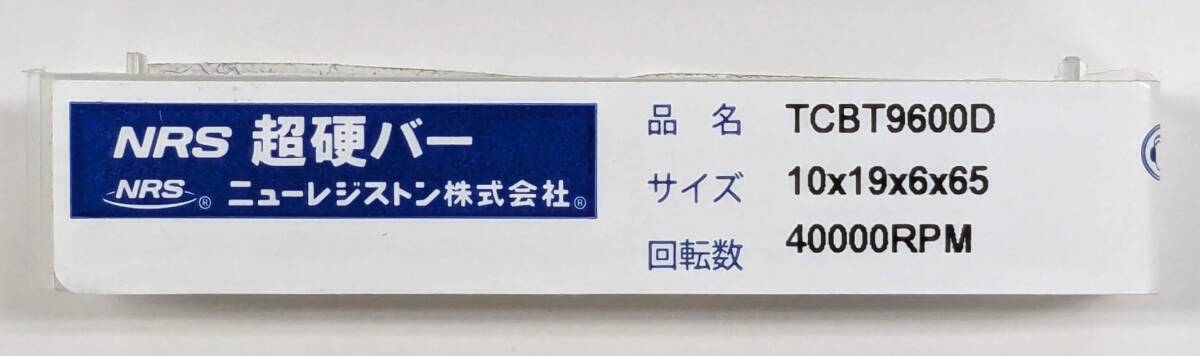 NRS 超硬バー
NRS® ニューレジストン株式会社®
品 名 TCBT9600D
サイズ 10x19x6x65
回転数 40000RPM